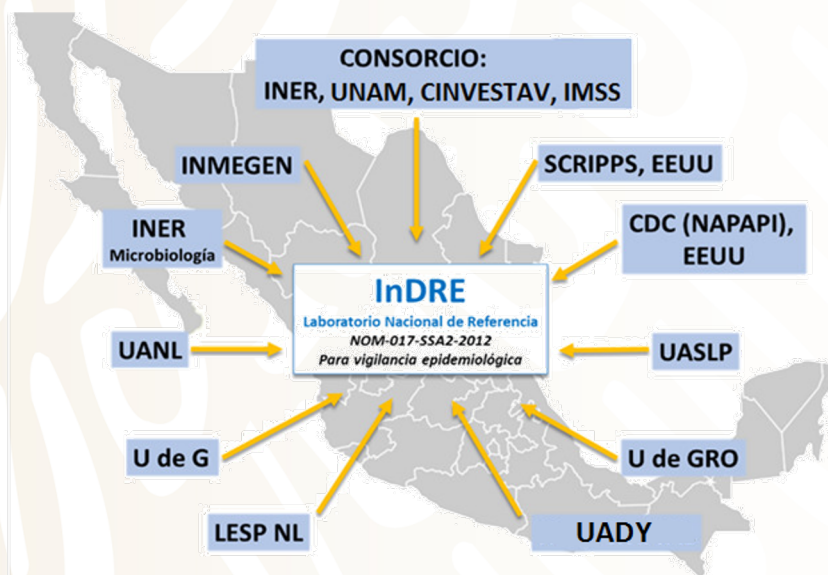 CONSORCIO:
INER, UNAM, CINVESTAV, IMSS
INMEGEN
SCRIPPS, EEUU
INER
Microbiología
CDC (NAPAPI),
EEUU
InDRE
Laboratorio Nacional de Referencia
NOM-017-SSA2-2012
Para vigilancia epidemiológica
UANL
UASLP
U de G
U de GRO
LESP NL
UADY